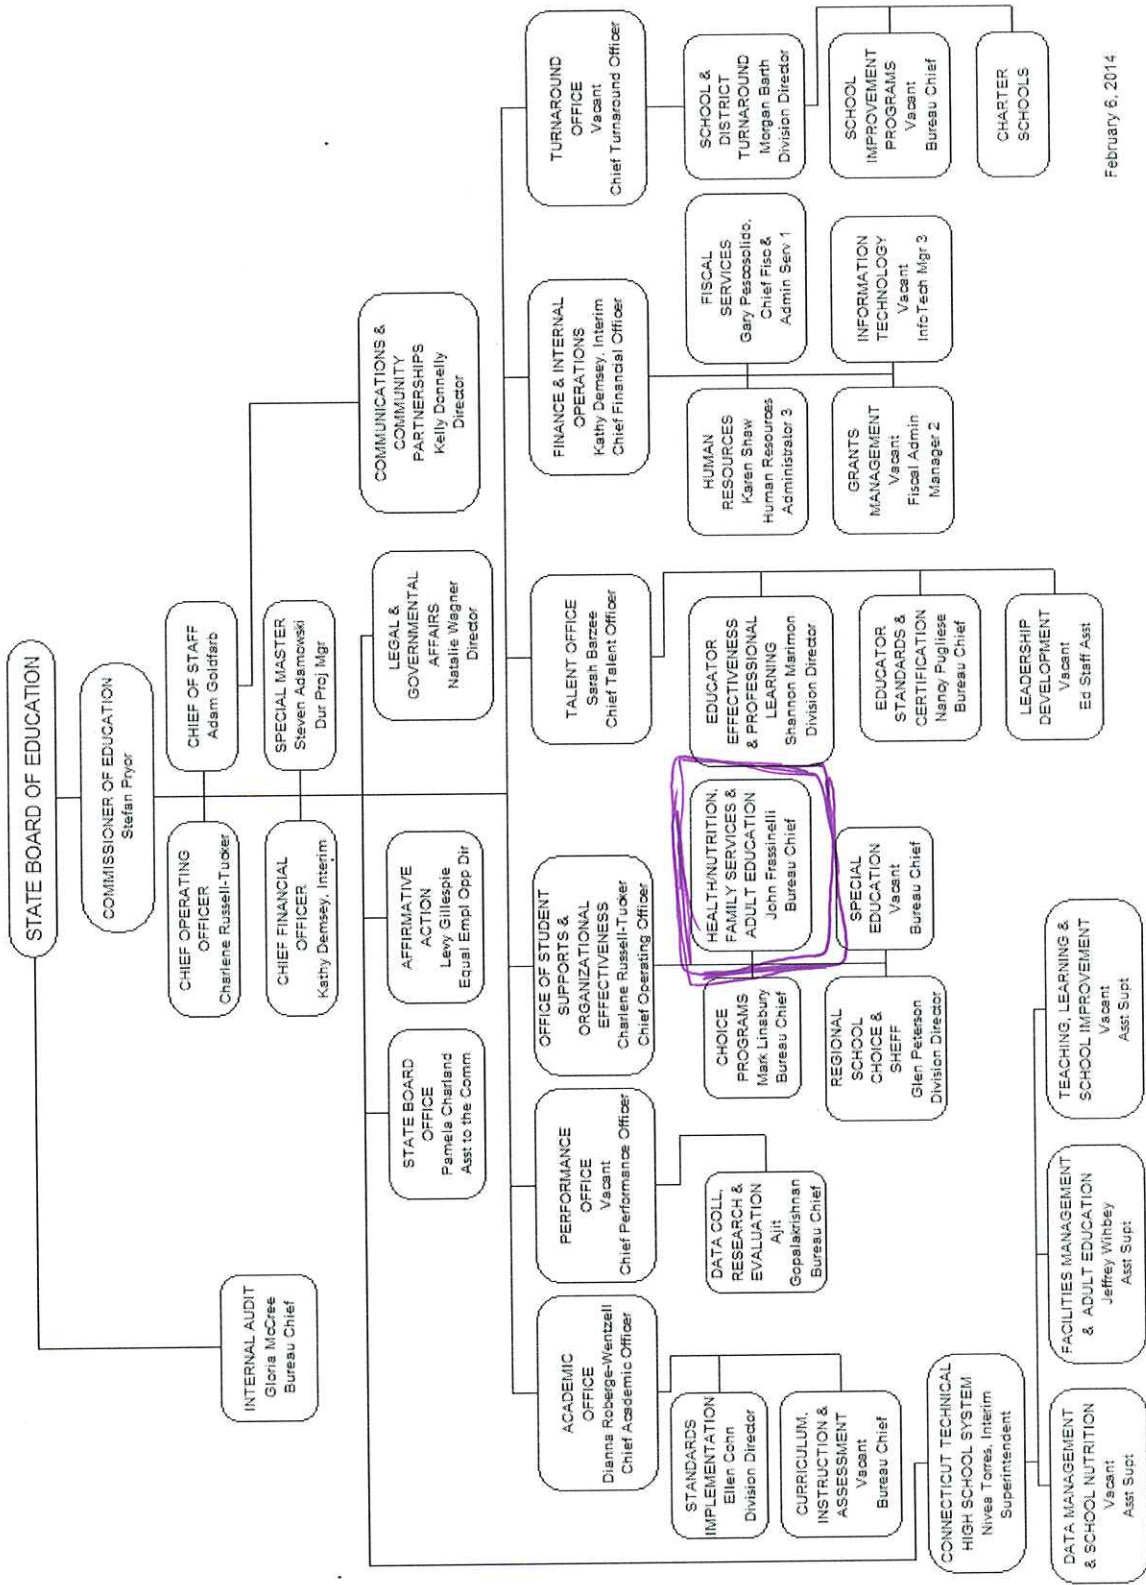 STATE BOARD OF EDUCATION
INTERNAL AUDIT
Gloria McCree
Bureau Chief
COMMISSIONER OF EDUCATION
Stefan Pryor
CHIEF OPERATING
OFFICER
Charlene Russell-Tucker
CHIEF OF STAFF
Adam Goldfarb
CHIEF FINANCIAL
OFFICER
Kathy Demsey, Interim
SPECIAL MASTER
Steven Adamowski
Dur Proj Mgr
STATE BOARD
OFFICE
Pamela Charland
Asst to the Comm
AFFIRMATIVE
ACTION
Levy Gillespie
Equal Empl Opp Dir
LEGAL &
GOVERNMENTAL
AFFAIRS
Natalie Wagner
Director
COMMUNICATIONS &
COMMUNITY
PARTNERSHIPS
Kelly Donnelly
Director
ACADEMIC
OFFICE
Dianna Roberge-Wentzell
Chief Academic Officer
PERFORMANCE
OFFICE
Vacant
Chief Performance Officer
OFFICE OF STUDENT
SUPPORTS &
ORGANIZATIONAL
EFFECTIVENESS
Charlene Russell-Tucker
Chief Operating Officer
TALENT OFFICE
Sarah Barzee
Chief Talent Officer
FINANCE & INTERNAL
OPERATIONS
Kathy Demsey, Interim
Chief Financial Officer
TURNAROUND
OFFICE
Vacant
Chief Turnaround Officer
STANDARDS
IMPLEMENTATION
Ellen Cohn
Division Director
CURRICULUM,
INSTRUCTION &
ASSESSMENT
Vacant
Bureau Chief
DATA COLL.
RESEARCH &
EVALUATION
Ajit
Gopalakrishnan
Bureau Chief
CHOICE
PROGRAMS
Mark Linabury
Bureau Chief
HEALTH/NUTRITION,
FAMILY SERVICES &
ADULT EDUCATION
John Frassinelli
Bureau Chief
REGIONAL
SCHOOL
CHOICE &
SHEFF
Glen Peterson
Division Director
SPECIAL
EDUCATION
Vacant
Bureau Chief
EDUCATOR
EFFECTIVENESS
& PROFESSIONAL
LEARNING
Shannon Marimon
Division Director
EDUCATOR
STANDARDS &
CERTIFICATION
Nancy Pugliese
Bureau Chief
LEADERSHIP
DEVELOPMENT
Vacant
Ed Staff Asst
HUMAN
RESOURCES
Karen Shaw
Human Resources
Administrator 3
FISCAL
SERVICES
Gary Pescosolido,
Chief Fisc &
Admin Serv 1
GRANTS
MANAGEMENT
Vacant
Fiscal Admin
Manager 2
INFORMATION
TECHNOLOGY
Vacant
InfoTech Mgr 3
SCHOOL &
DISTRICT
TURNAROUND
Morgan Barth
Division Director
SCHOOL
IMPROVEMENT
PROGRAMS
Vacant
Bureau Chief
CHARTER
SCHOOLS
CONNECTICUT TECHNICAL
HIGH SCHOOL SYSTEM
Nivea Torres, Interim
Superintendent
DATA MANAGEMENT
& SCHOOL NUTRITION
Vacant
Asst Supt
FACILITIES MANAGEMENT
& ADULT EDUCATION
Jeffrey Wihbey
Asst Supt
TEACHING, LEARNING &
SCHOOL IMPROVEMENT
Vacant
Asst Supt
February 6, 2014